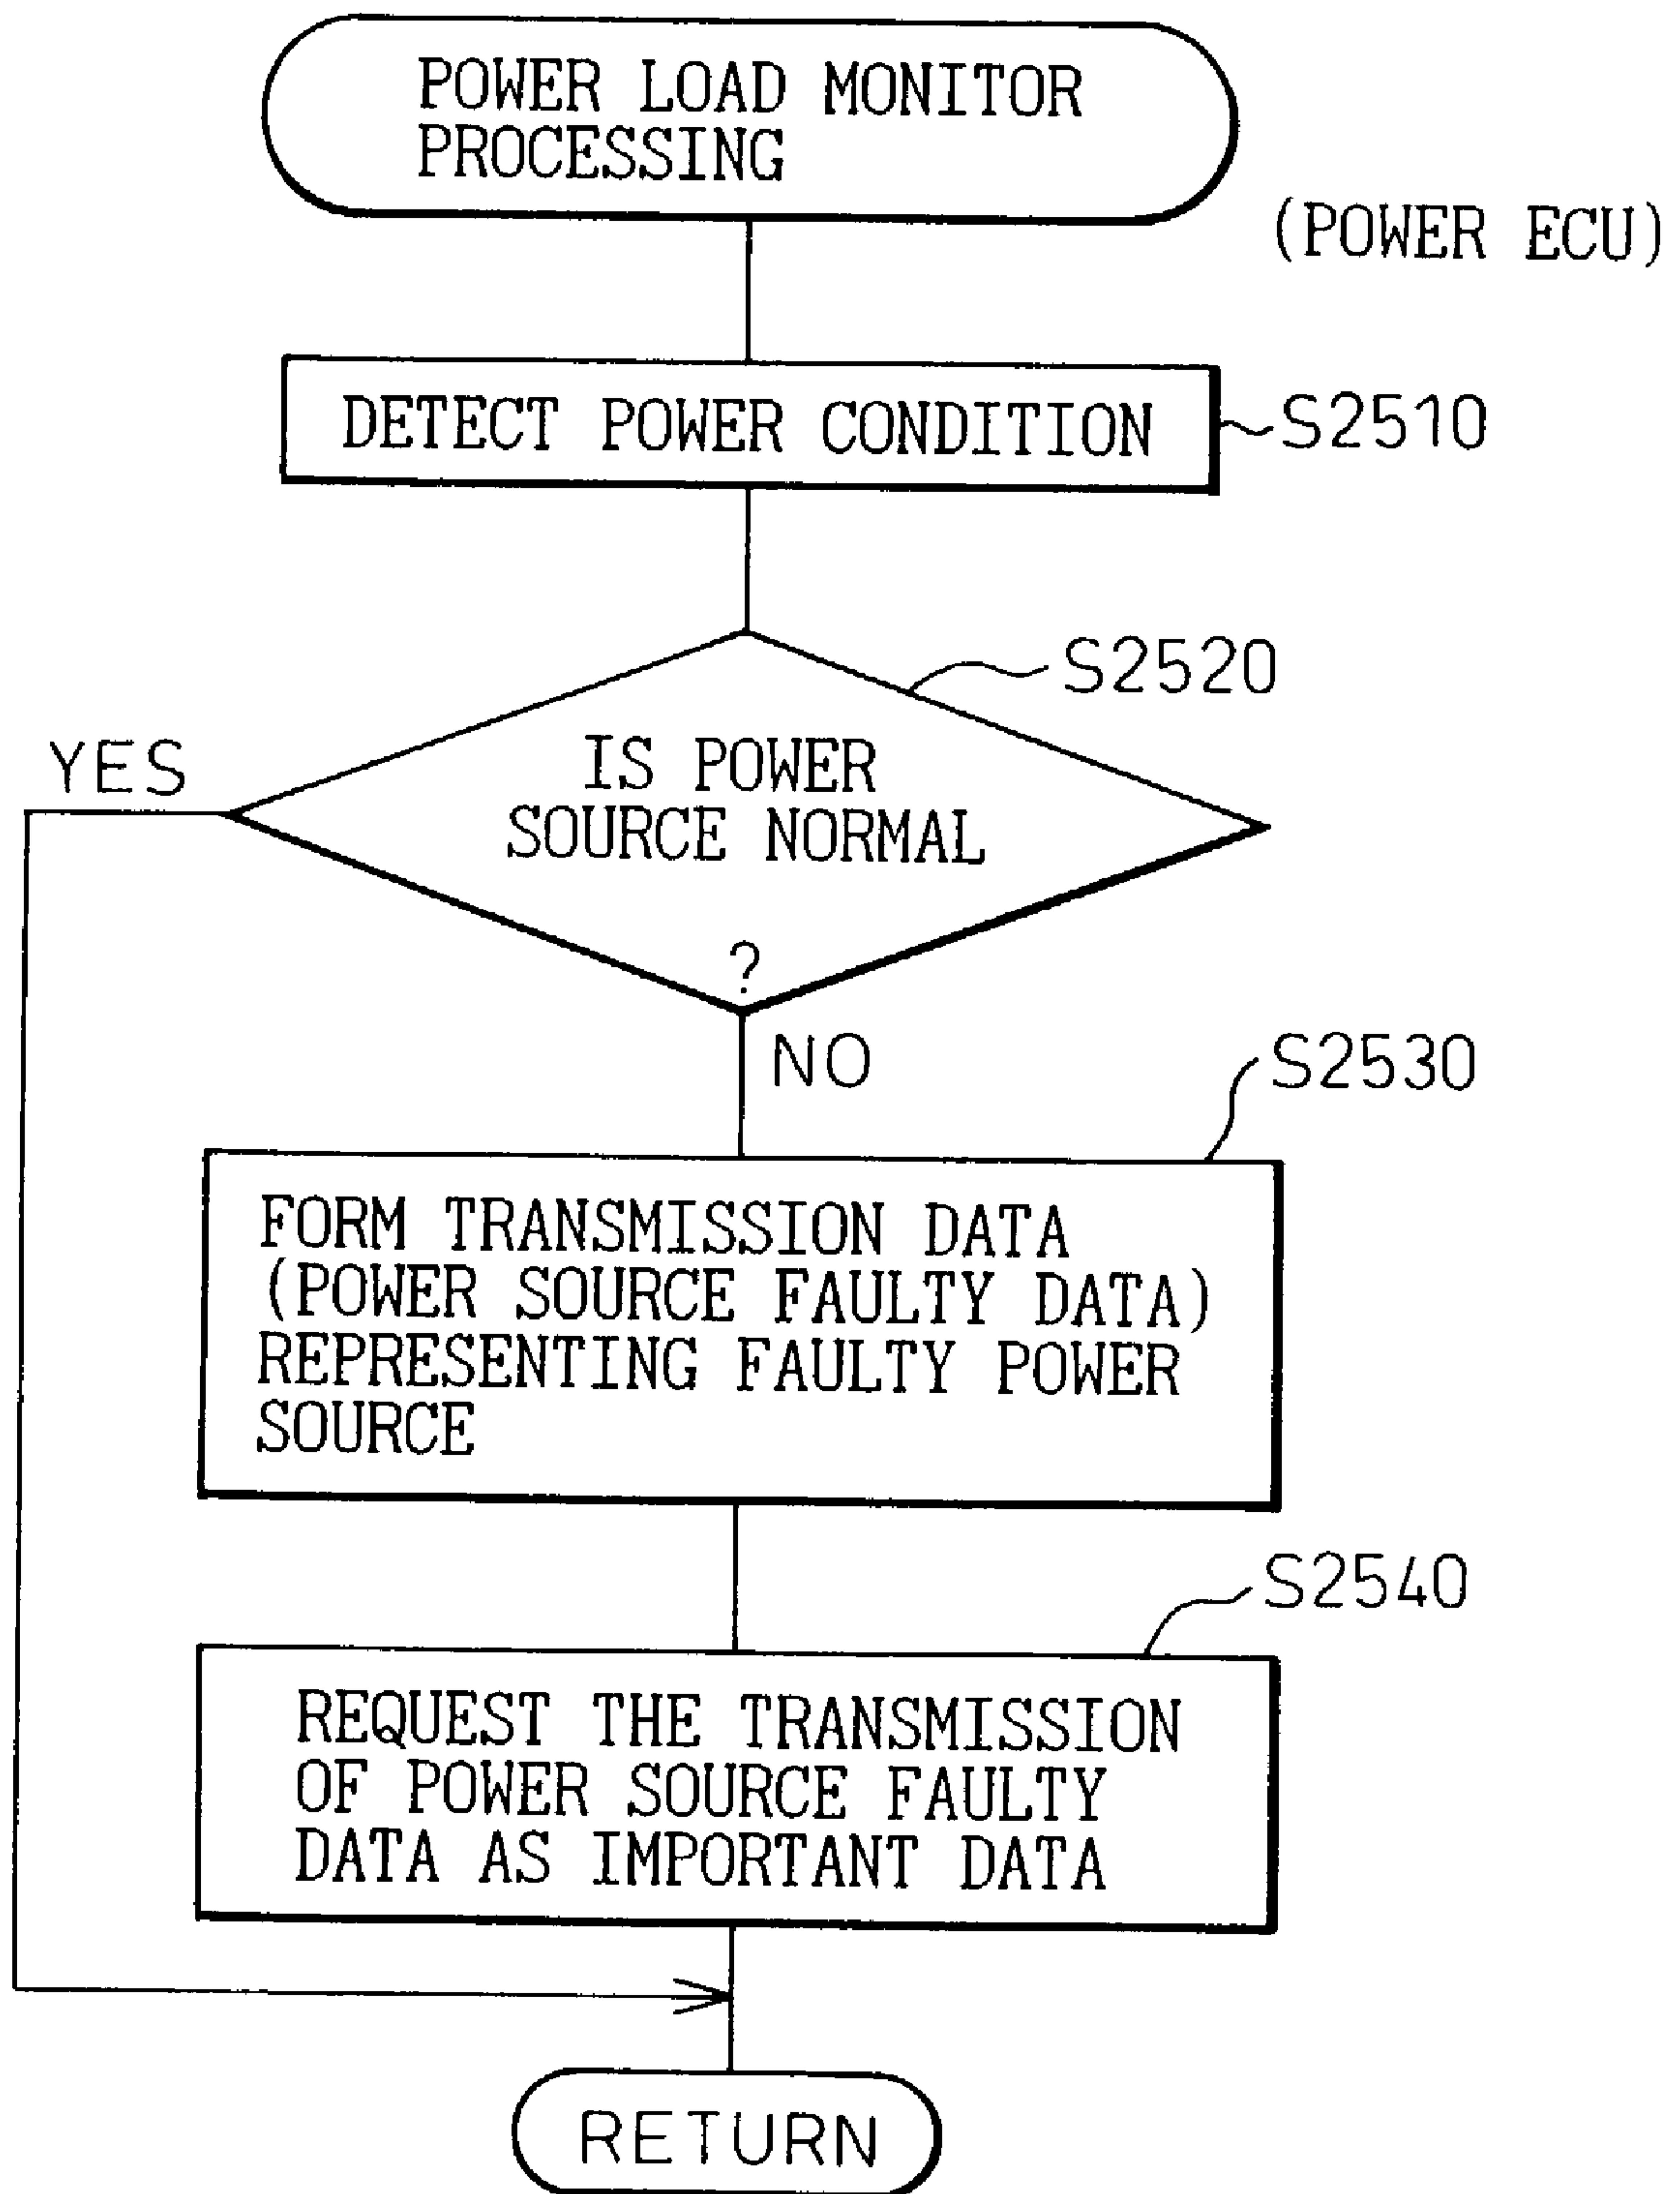 POWER LOAD MONITOR
PROCESSING
(POWER ECU)
DETECT POWER CONDITION
S2510
S2520
YES
IS POWER
SOURCE NORMAL
?
NO
S2530
FORM TRANSMISSION DATA
(POWER SOURCE FAULTY DATA)
REPRESENTING FAULTY POWER
SOURCE
S2540
REQUEST THE TRANSMISSION
OF POWER SOURCE FAULTY
DATA AS IMPORTANT DATA
RETURN